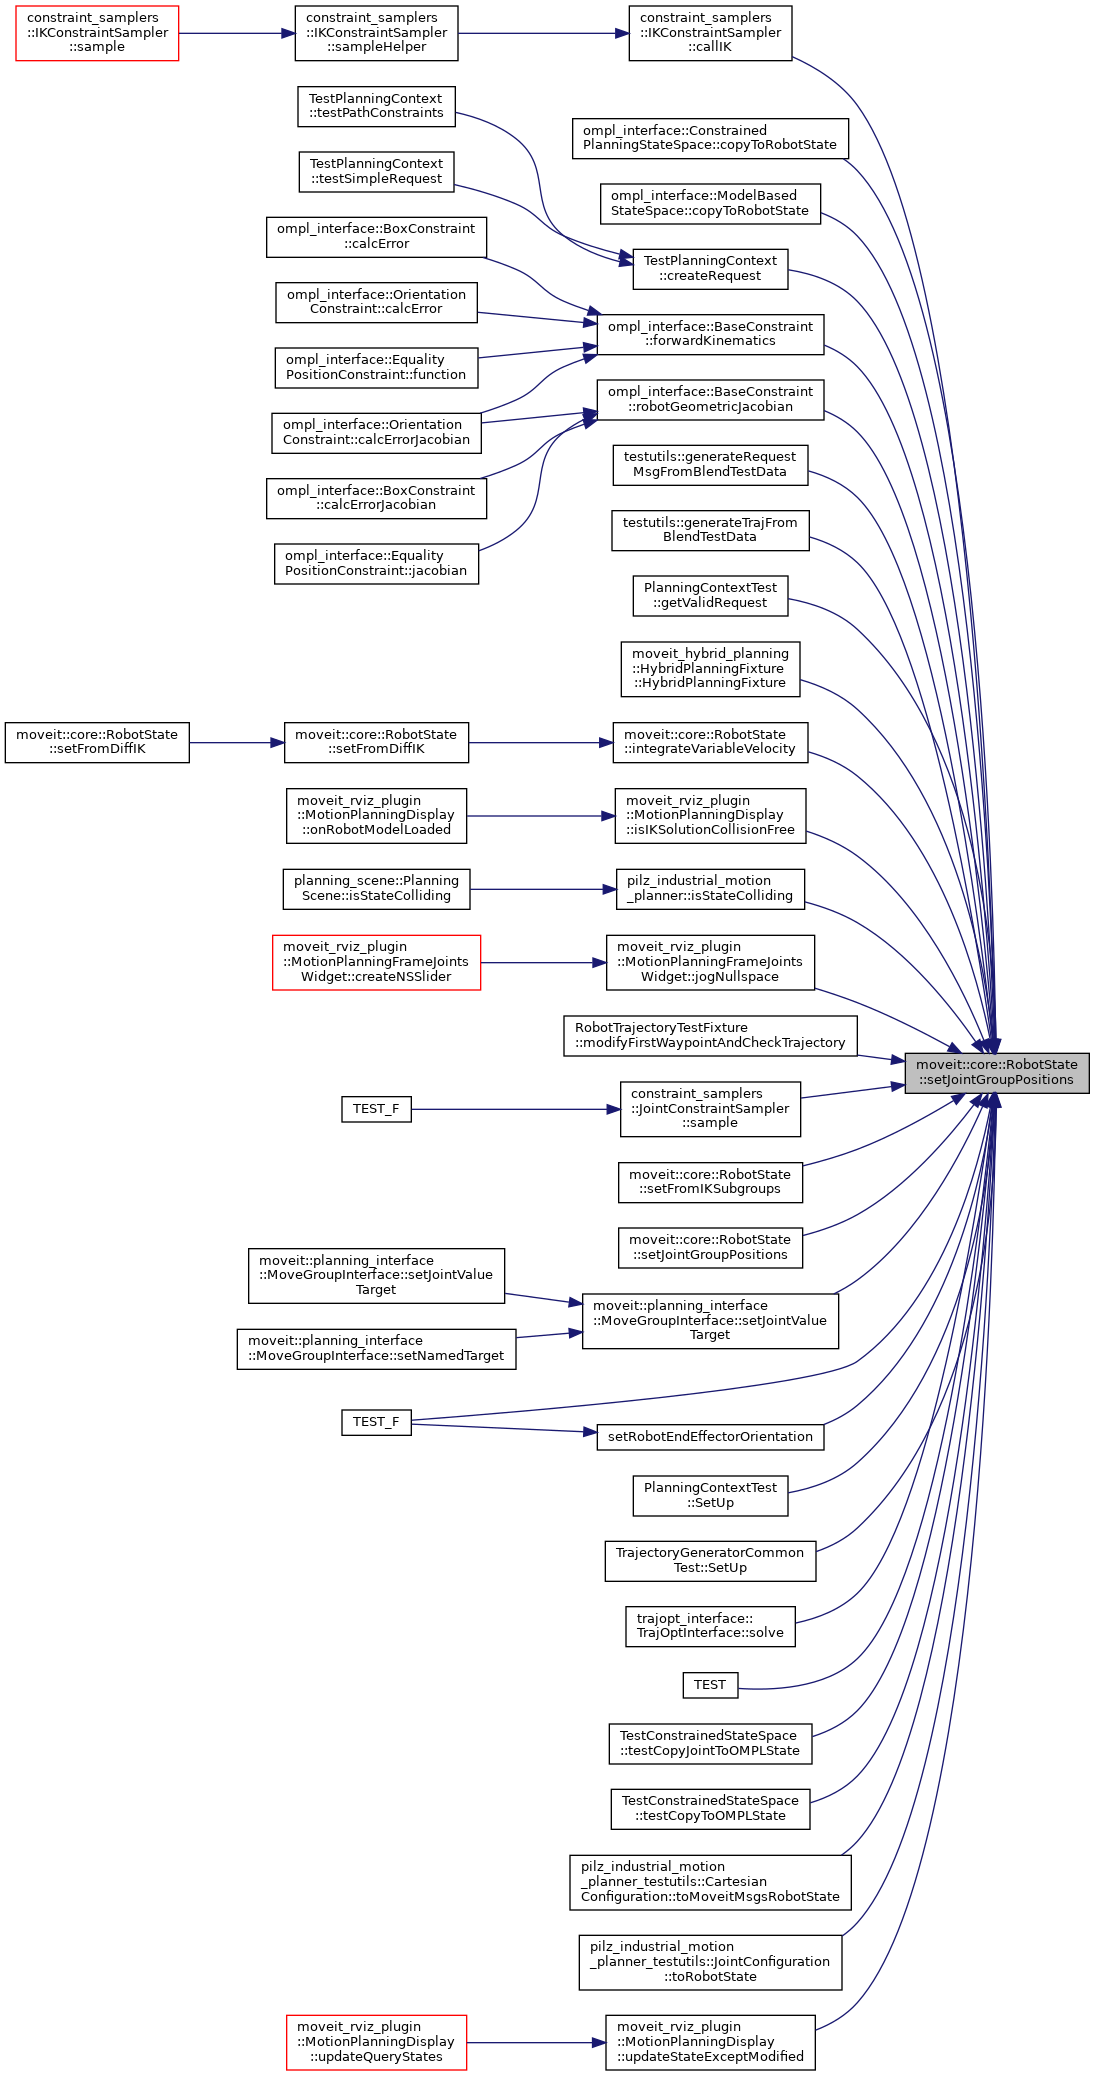 constraint_samplers
::IKConstraintSampler
::sample
constraint_samplers
::IKConstraintSampler
::sampleHelper
constraint_samplers
::IKConstraintSampler
::callIK
TestPlanningContext
::testPathConstraints
ompl_interface::Constrained
PlanningStateSpace::copyToRobotState
TestPlanningContext
::testSimpleRequest
ompl_interface::ModelBased
StateSpace::copyToRobotState
ompl_interface::BoxConstraint
::calcError
TestPlanningContext
::createRequest
ompl_interface::Orientation
Constraint::calcError
ompl_interface::BaseConstraint
::forwardKinematics
ompl_interface::Equality
PositionConstraint::function
ompl_interface::BaseConstraint
::robotGeometricJacobian
ompl_interface::Orientation
Constraint::calcErrorJacobian
testutils::generateRequest
MsgFromBlendTestData
ompl_interface::BoxConstraint
::calcErrorJacobian
testutils::generateTrajFrom
BlendTestData
ompl_interface::Equality
PositionConstraint::jacobian
PlanningContextTest
::getValidRequest
moveit_hybrid_planning
::HybridPlanningFixture
::HybridPlanningFixture
moveit::core::RobotState
::setFromDiffIK
moveit::core::RobotState
::setFromDiffIK
moveit::core::RobotState
::integrateVariableVelocity
moveit_rviz_plugin
::MotionPlanningDisplay
::onRobotModelLoaded
moveit_rviz_plugin
::MotionPlanningDisplay
::isIKSolutionCollisionFree
planning_scene::Planning
Scene::isStateColliding
pilz_industrial_motion
_planner::isStateColliding
moveit_rviz_plugin
::MotionPlanningFrameJoints
Widget::createNSSlider
moveit_rviz_plugin
::MotionPlanningFrameJoints
Widget::jogNullspace
RobotTrajectoryTestFixture
::modifyFirstWaypointAndCheckTrajectory
moveit::core::RobotState
::setJointGroupPositions
TEST_F
constraint_samplers
::JointConstraintSampler
::sample
moveit::core::RobotState
::setFromIKSubgroups
moveit::core::RobotState
::setJointGroupPositions
moveit::planning_interface
::MoveGroupInterface::setJointValue
Target
moveit::planning_interface
::MoveGroupInterface::setJointValue
Target
moveit::planning_interface
::MoveGroupInterface::setNamedTarget
TEST_F
setRobotEndEffectorOrientation
PlanningContextTest
::SetUp
TrajectoryGeneratorCommon
Test::SetUp
trajopt_interface::
TrajOptInterface::solve
TEST
TestConstrainedStateSpace
::testCopyJointToOMPLState
TestConstrainedStateSpace
::testCopyToOMPLState
pilz_industrial_motion
_planner_testutils::Cartesian
Configuration::toMoveitMsgsRobotState
pilz_industrial_motion
_planner_testutils::JointConfiguration
::toRobotState
moveit_rviz_plugin
::MotionPlanningDisplay
::updateQueryStates
moveit_rviz_plugin
::MotionPlanningDisplay
::updateStateExceptModified